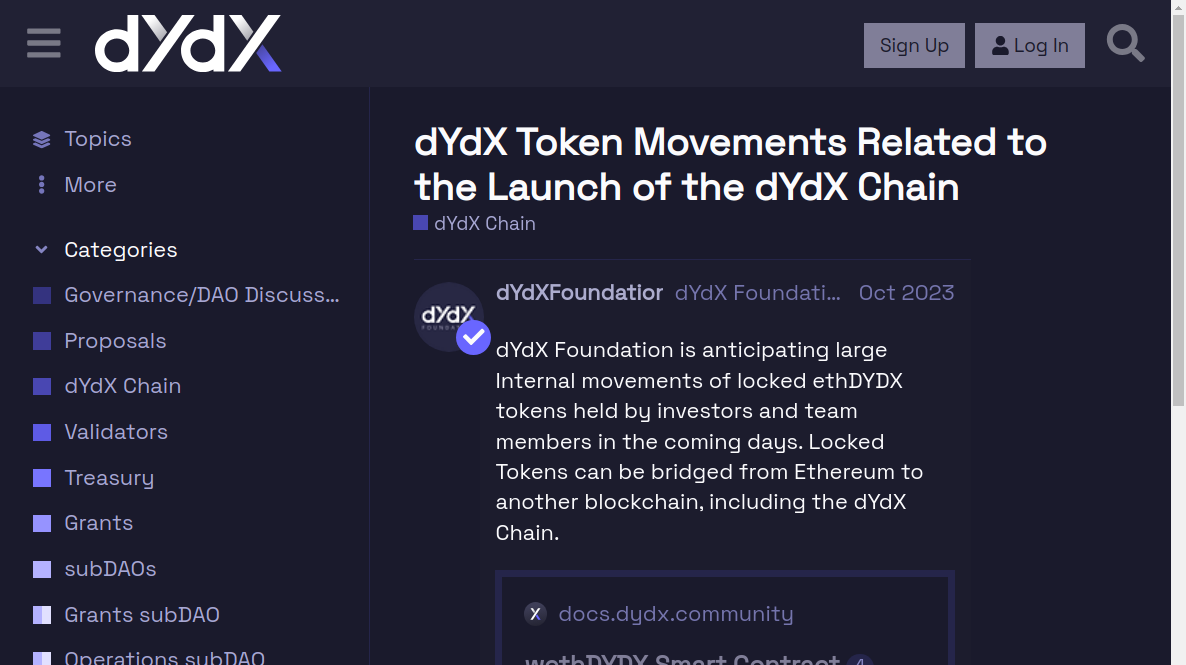 dYdX
Sign Up
Log In
Topics
More
Categories
Governance/DAO Discuss...
Proposals
dYdX Chain
Validators
Treasury
Grants
subDAOs
Grants subDAO
Operations subDAO
dYdX Token Movements Related to
the Launch of the dYdX Chain
dYdX Chain
dYdX
FOUNDATION
dYdXFoundation dYdX Foundati... Oct 2023
dYdX Foundation is anticipating large
Internal movements of locked ethDYDX
tokens held by investors and team
members in the coming days. Locked
Tokens can be bridged from Ethereum to
another blockchain, including the dYdX
Chain.
docs.dydx.community
wethDYDX Smart Contract 4